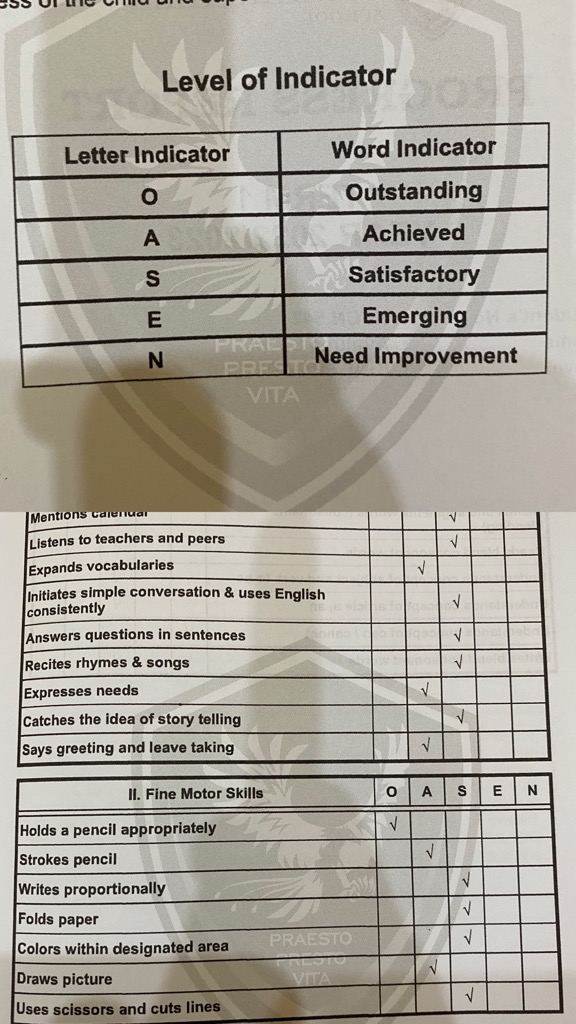 Level of Indicator
Letter Indicator Word Indicator
O Outstanding
A Achieved
S Satisfactory
E Emerging
N Need Improvement
PRAESTO
PRESTO
VITA
Mentions calendar √
Listens to teachers and peers √
Expands vocabularies √
Initiates simple conversation & uses English
consistently √
Answers questions in sentences √
Recites rhymes & songs √
Expresses needs √
Catches the idea of story telling √
Says greeting and leave taking √
II. Fine Motor Skills O A S E N
Holds a pencil appropriately √
Strokes pencil √
Writes proportionally √
Folds paper √
Colors within designated area √
Draws picture √
Uses scissors and cuts lines √
PRAESTO
PRESTO
VITA